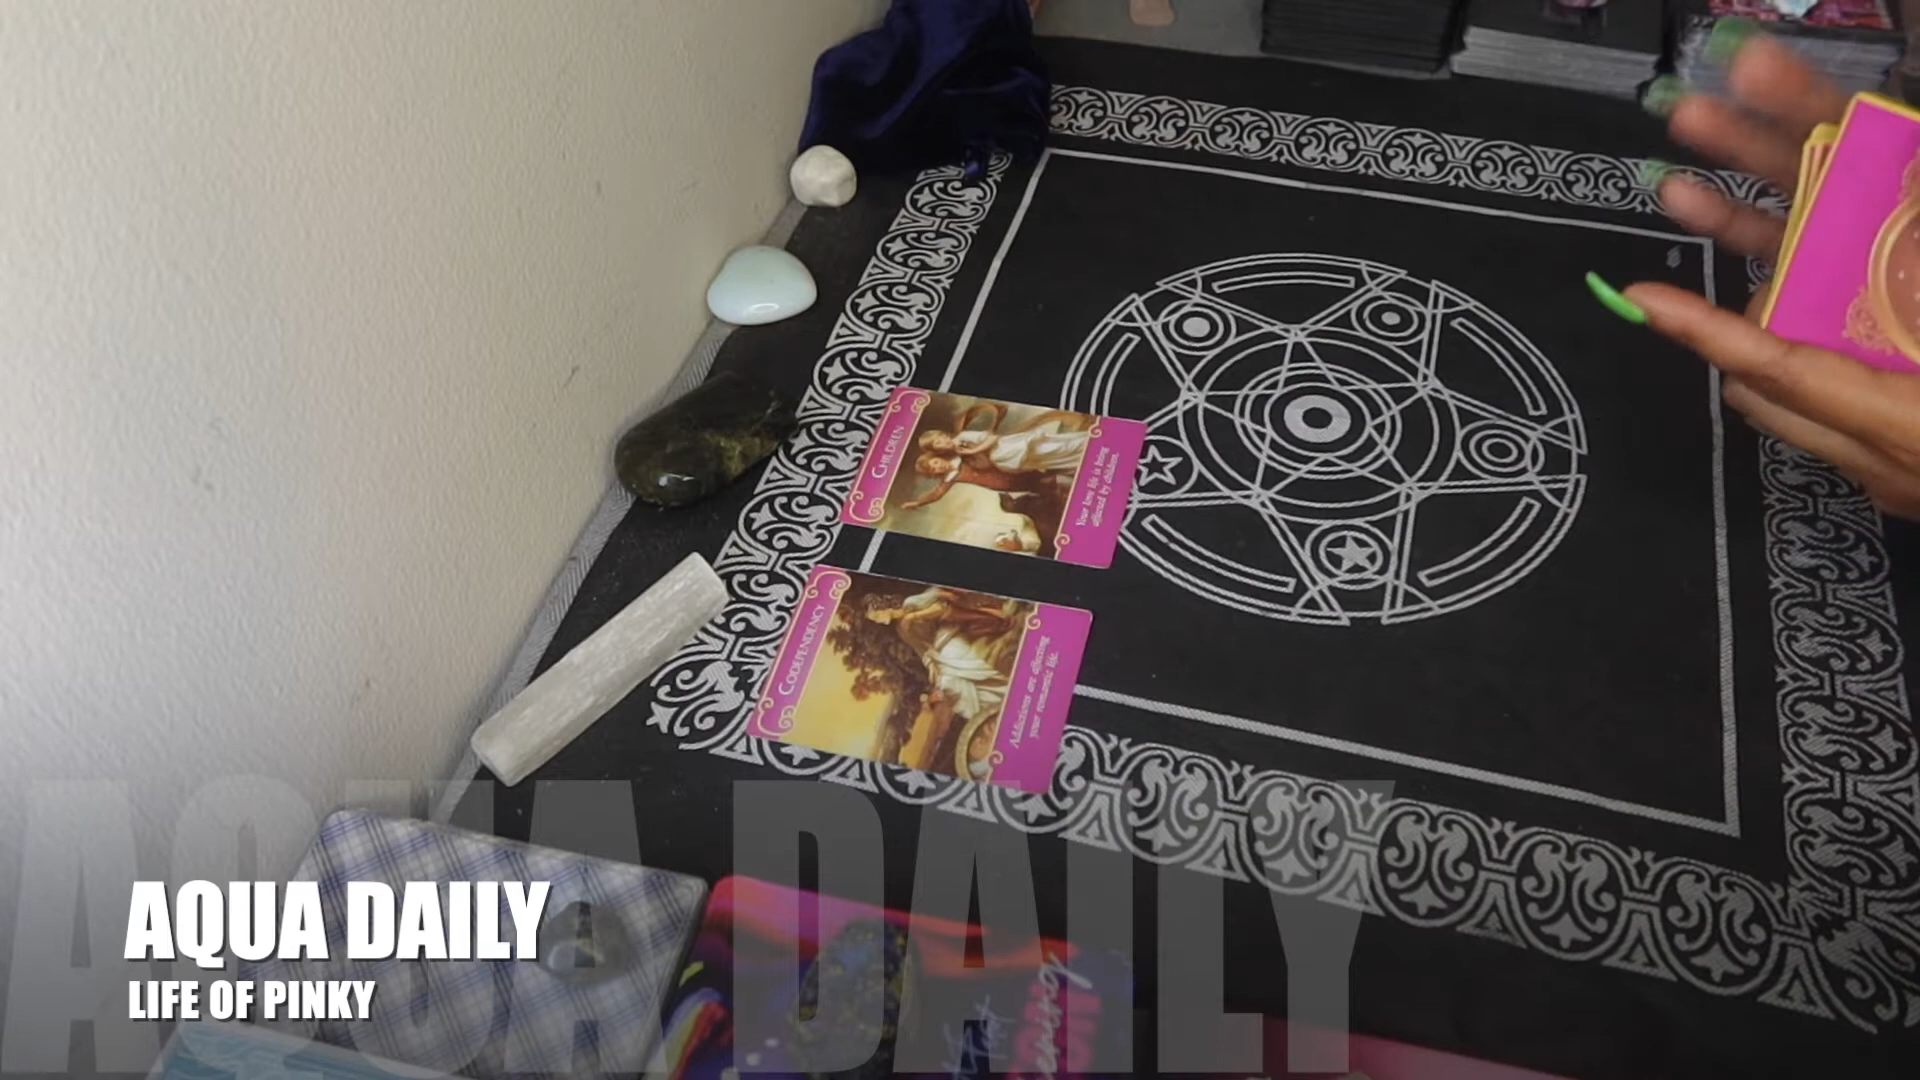 CHILDREN
Your love life is being
affected by children.
CODEPENDENCY
Addictions are affecting
your romantic life.
AQUA DAILY
AQUA DAILY
LIFE OF PINKY